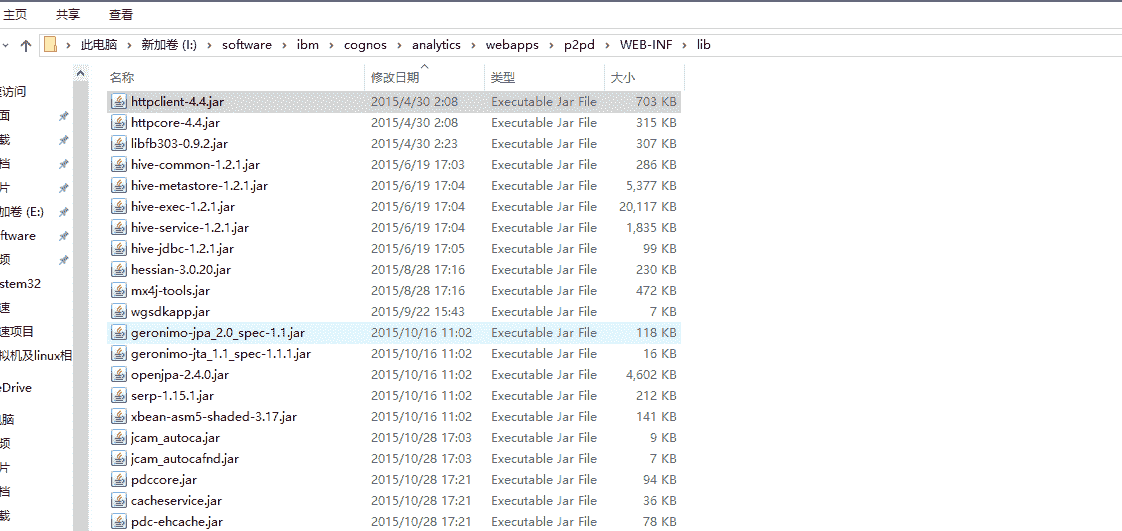 主页 共享 查看
此电脑 新加卷 (I:) software ibm cognos analytics webapps p2pd WEB-INF lib
名称 修改日期 类型 大小
httpclient-4.4.jar 2015/4/30 2:08 Executable Jar File 703 KB
访问
httpcore-4.4.jar 2015/4/30 2:08 Executable Jar File 315 KB
面
libfb303-0.9.2.jar 2015/4/30 2:23 Executable Jar File 307 KB
载
hive-common-1.2.1.jar 2015/6/19 17:03 Executable Jar File 286 KB
档
hive-metastore-1.2.1.jar 2015/6/19 17:04 Executable Jar File 5,377 KB
片
hive-exec-1.2.1.jar 2015/6/19 17:04 Executable Jar File 20,117 KB
加卷 (E:)
hive-service-1.2.1.jar 2015/6/19 17:04 Executable Jar File 1,835 KB
ftware
hive-jdbc-1.2.1.jar 2015/6/19 17:05 Executable Jar File 99 KB
频
hessian-3.0.20.jar 2015/8/28 17:16 Executable Jar File 230 KB
stem32
mx4j-tools.jar 2015/8/28 17:16 Executable Jar File 472 KB
速
wgsdkapp.jar 2015/9/22 15:43 Executable Jar File 7 KB
速项目
geronimo-jpa_2.0_spec-1.1.jar 2015/10/16 11:02 Executable Jar File 118 KB
拟机及linux相
geronimo-jta_1.1_spec-1.1.1.jar 2015/10/16 11:02 Executable Jar File 16 KB
openjpa-2.4.0.jar 2015/10/16 11:02 Executable Jar File 4,602 KB
eDrive
serp-1.15.1.jar 2015/10/16 11:02 Executable Jar File 212 KB
电脑
xbean-asm5-shaded-3.17.jar 2015/10/16 11:02 Executable Jar File 141 KB
频
jcam_autoca.jar 2015/10/28 17:03 Executable Jar File 9 KB
片
jcam_autocafnd.jar 2015/10/28 17:03 Executable Jar File 7 KB
pdccore.jar 2015/10/28 17:21 Executable Jar File 94 KB
档
cacheservice.jar 2015/10/28 17:21 Executable Jar File 36 KB
载
pdc-ehcache.jar 2015/10/28 17:21 Executable Jar File 78 KB